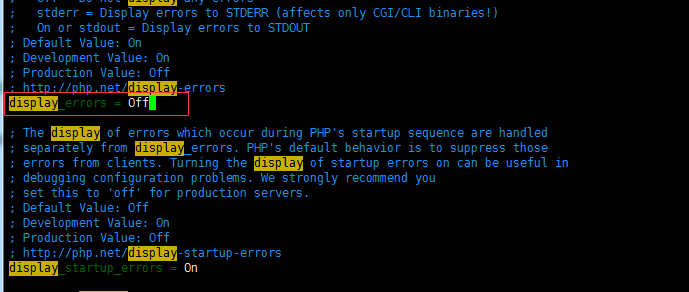 ; Off = Do not display any errors
; stderr = Display errors to STDERR (affects only CGI/CLI binaries!)
; On or stdout = Display errors to STDOUT
; Default Value: On
; Development Value: On
; Production Value: Off
; http://php.net/display-errors
display_errors = Off
; The display of errors which occur during PHP's startup sequence are handled
; separately from display_errors. PHP's default behavior is to suppress those
; errors from clients. Turning the display of startup errors on can be useful in
; debugging configuration problems. We strongly recommend you
; set this to 'off' for production servers.
; Default Value: Off
; Development Value: On
; Production Value: Off
; http://php.net/display-startup-errors
display_startup_errors = On